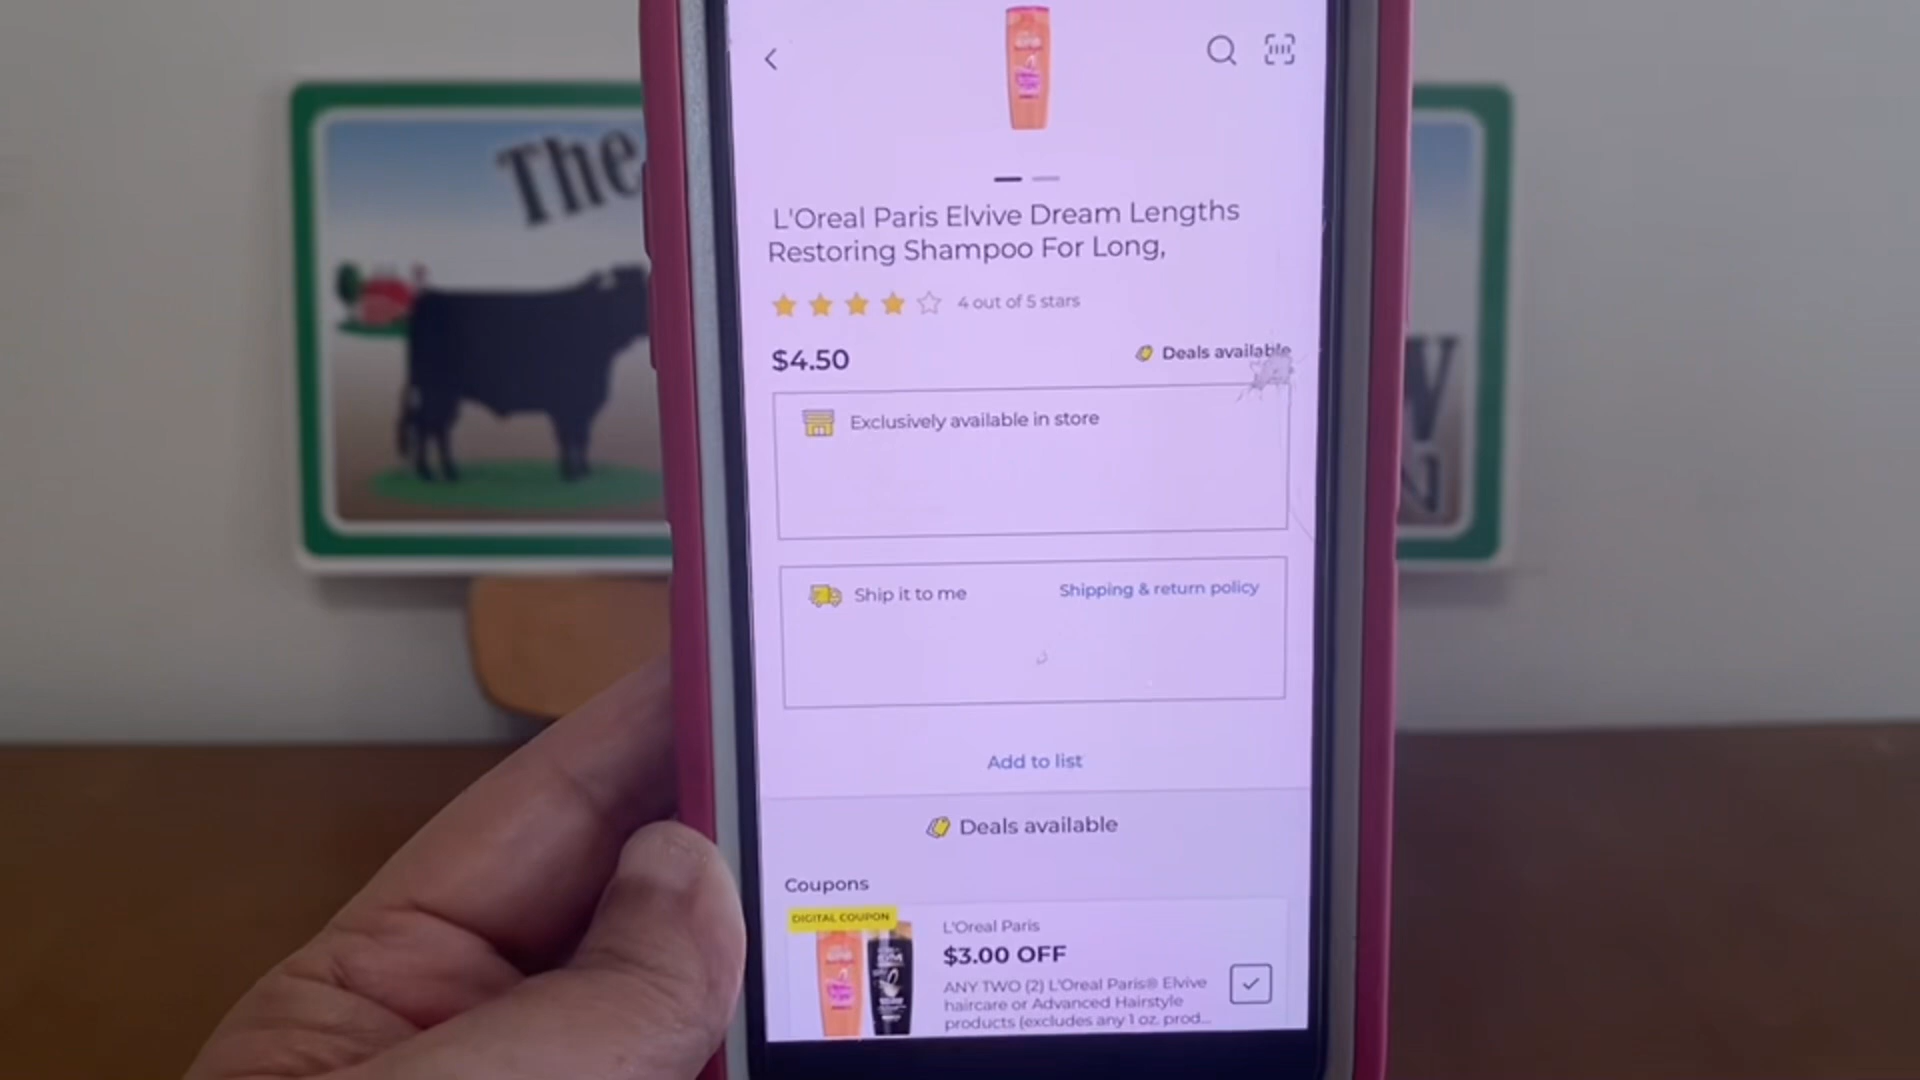 The
L'Oreal Paris Elvive Dream Lengths
Restoring Shampoo For Long,
4 out of 5 stars
$4.50
Deals available
Exclusively available in store
Ship it to me
Shipping & return policy
Add to list
Deals available
Coupons
DIGITAL COUPON
L'Oreal Paris
$3.00 OFF
ANY TWO (2) L'Oreal Paris® Elvive
haircare or Advanced Hairstyle
products (excludes any 1 oz. prod...